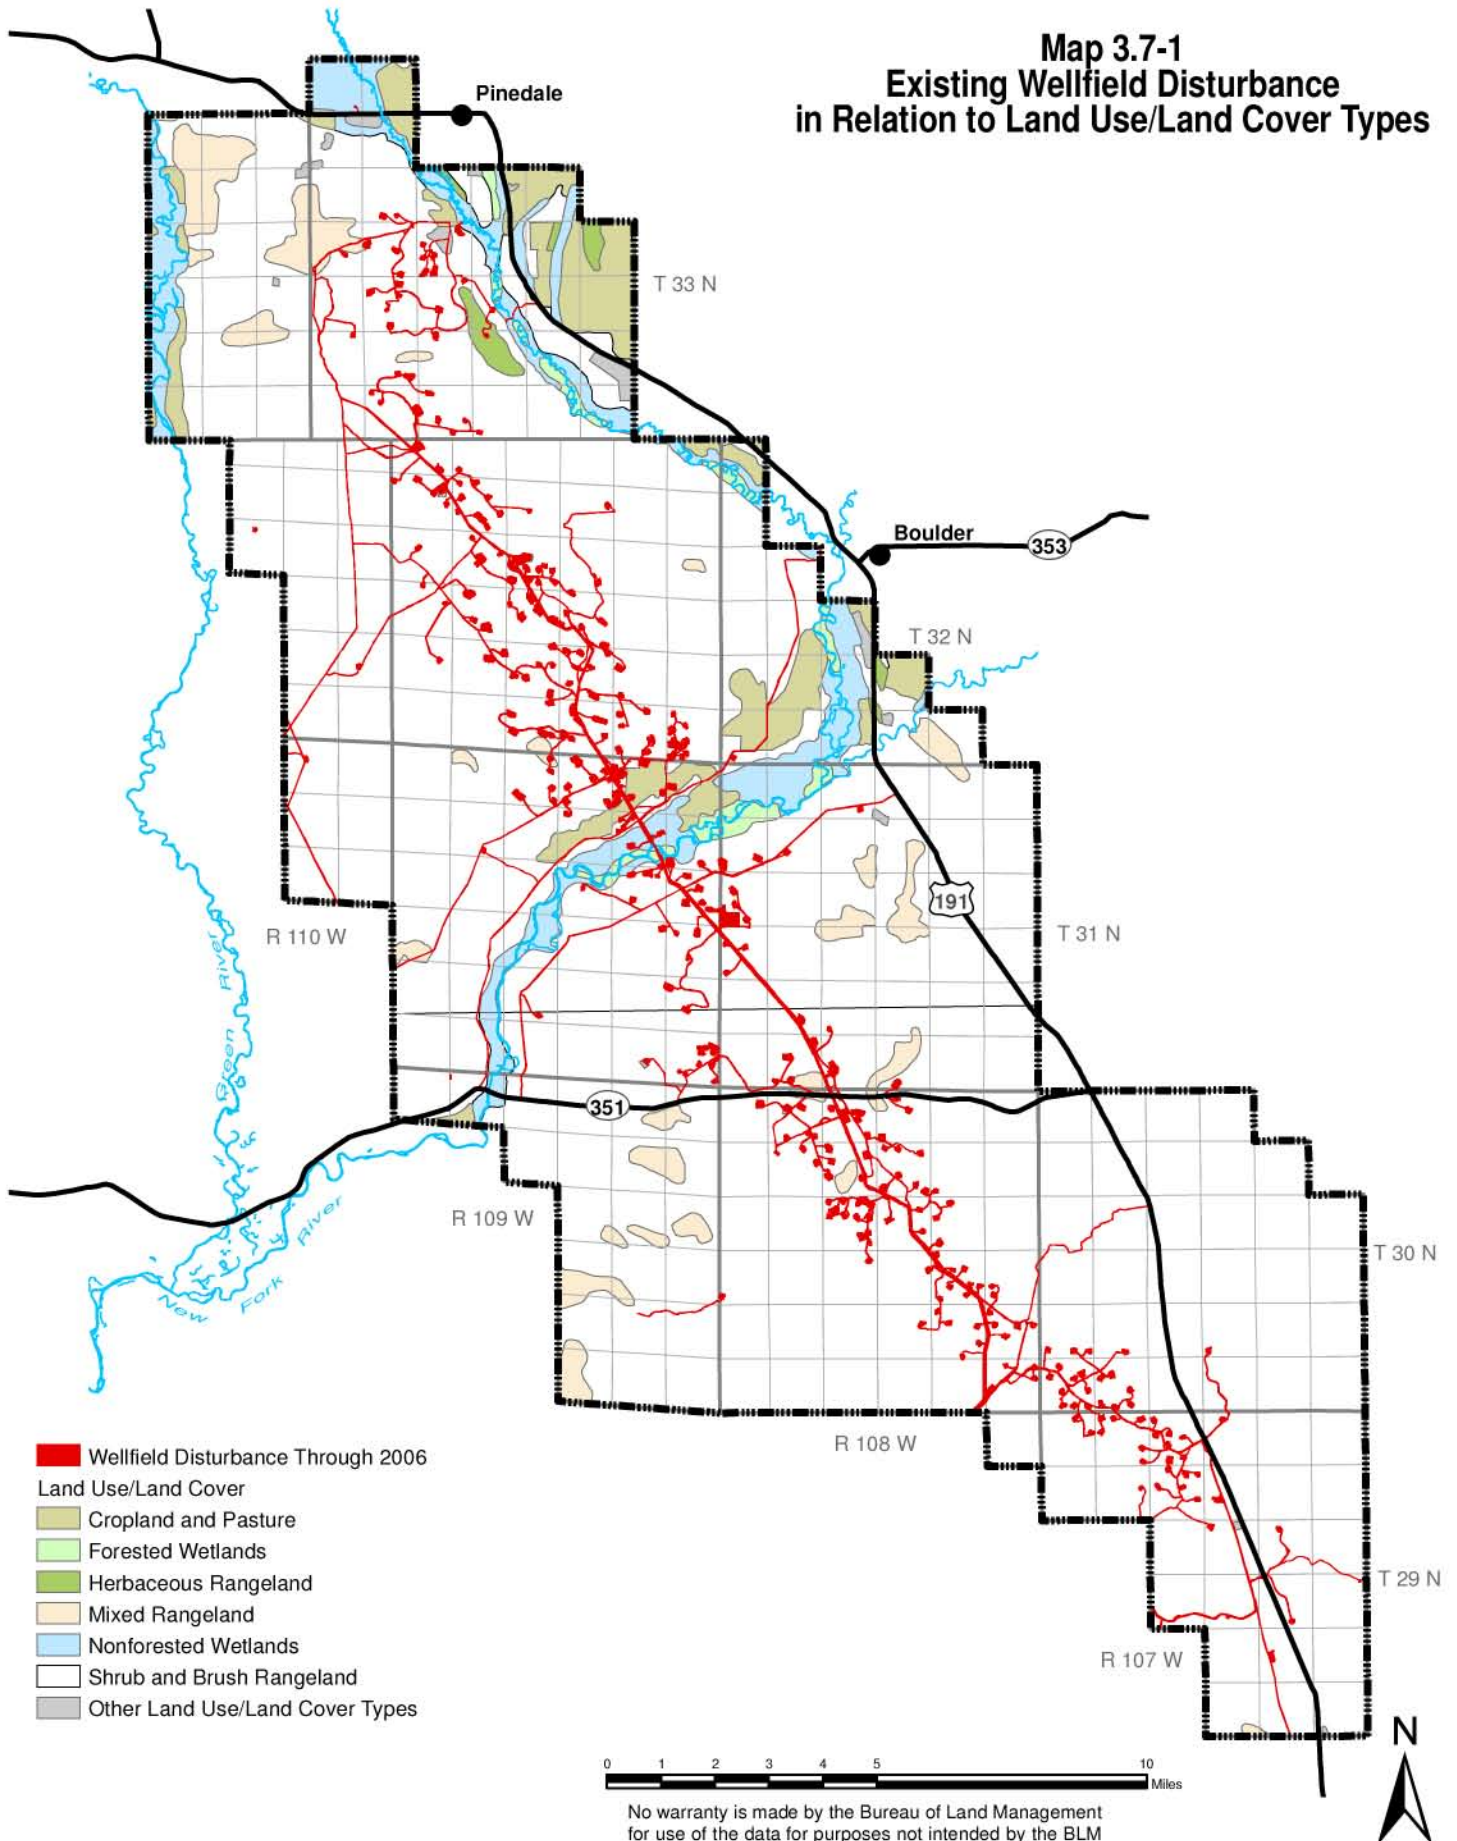 Map 3.7-1
Existing Wellfield Disturbance
in Relation to Land Use/Land Cover Types
Pinedale
T 33 N
Boulder
353
T 32 N
191
R 110 W
T 31 N
Green River
351
R 109 W
New Fork River
T 30 N
R 108 W
T 29 N
R 107 W
Wellfield Disturbance Through 2006
Land Use/Land Cover
Cropland and Pasture
Forested Wetlands
Herbaceous Rangeland
Mixed Rangeland
Nonforested Wetlands
Shrub and Brush Rangeland
Other Land Use/Land Cover Types
N
0 1 2 3 4 5 10
Miles
No warranty is made by the Bureau of Land Management
for use of the data for purposes not intended by the BLM